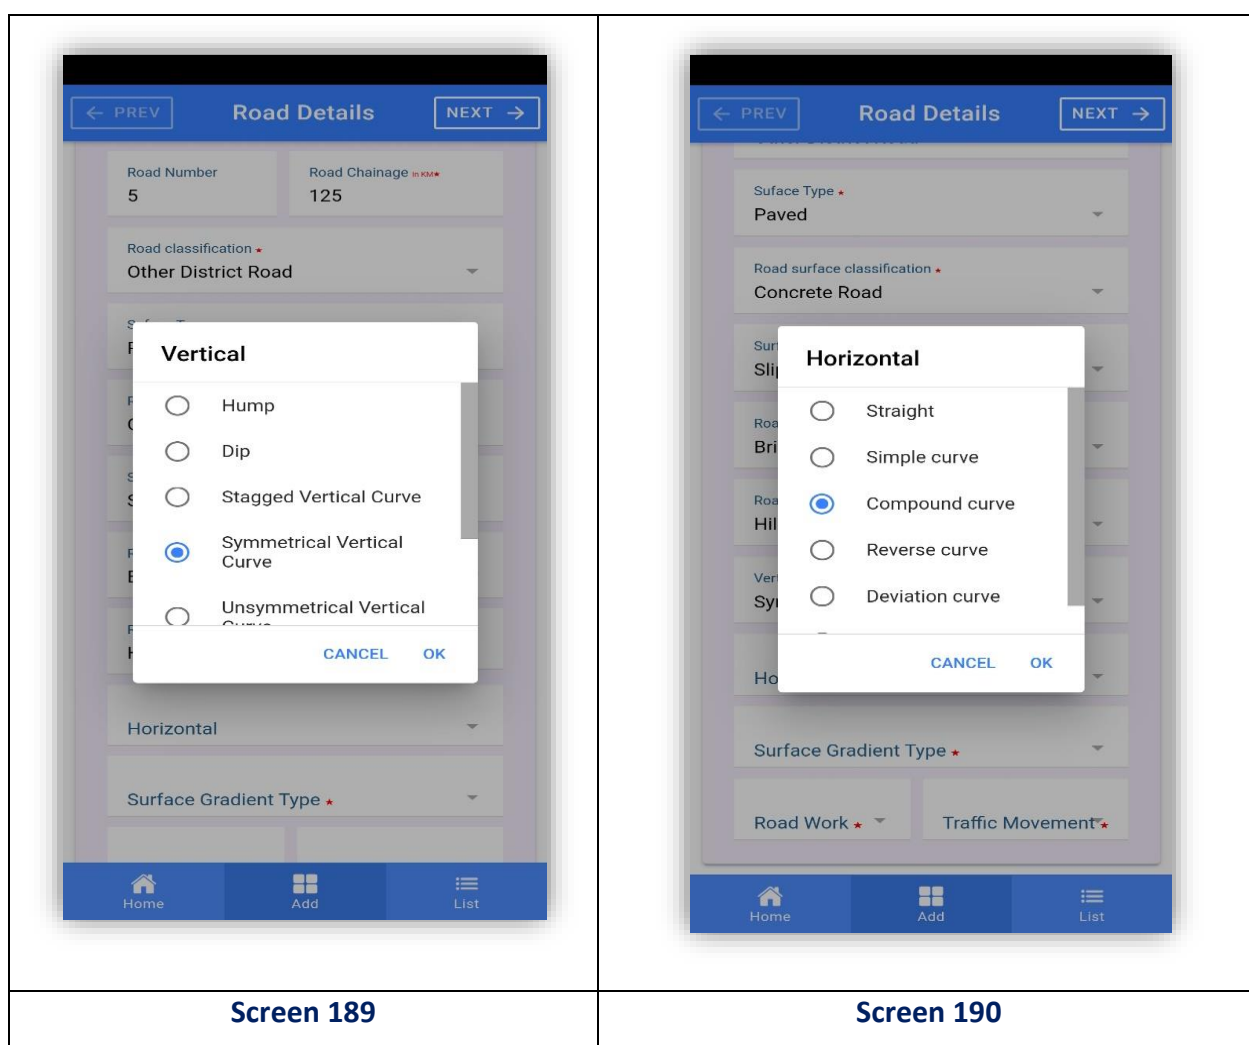 ← PREV Road Details NEXT →
Road Number Road Chainage In KM*
5 125
Road classification *
Other District Road
Vertical
Hump
Dip
Stagged Vertical Curve
Symmetrical Vertical
Curve
Unsymmetrical Vertical
CANCEL OK
Horizontal
Surface Gradient Type *
Home Add List
Screen 189
← PREV Road Details NEXT →
Suface Type *
Paved
Road surface classification *
Concrete Road
Horizontal
Straight
Simple curve
Compound curve
Reverse curve
Deviation curve
CANCEL OK
Surface Gradient Type *
Road Work * Traffic Movement *
Home Add List
Screen 190